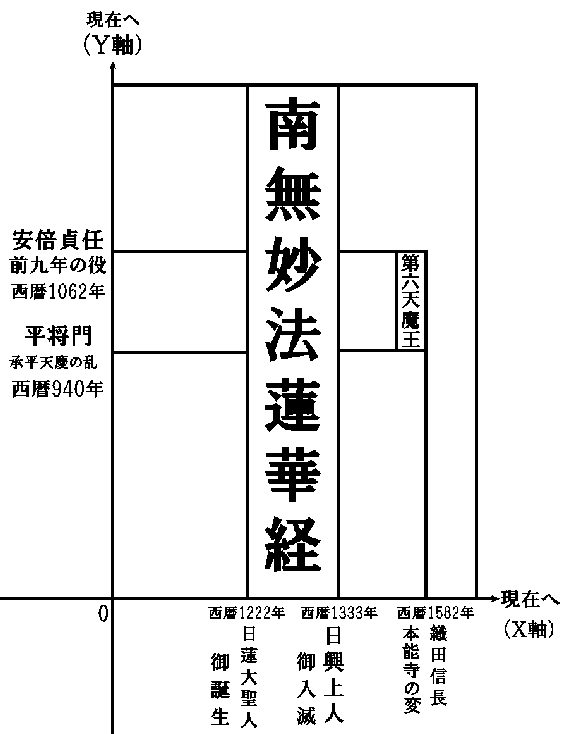 現在へ
(Y軸)
南無妙法蓮華経
安倍貞任
前九年の役
西暦1062年
第六天魔王
平将門
承平天慶の乱
西暦940年
0
現在へ
(X軸)
西暦1222年
日蓮大聖人
御誕生
西暦1333年
日興上人
御入滅
西暦1582年
織田信長
本能寺の変